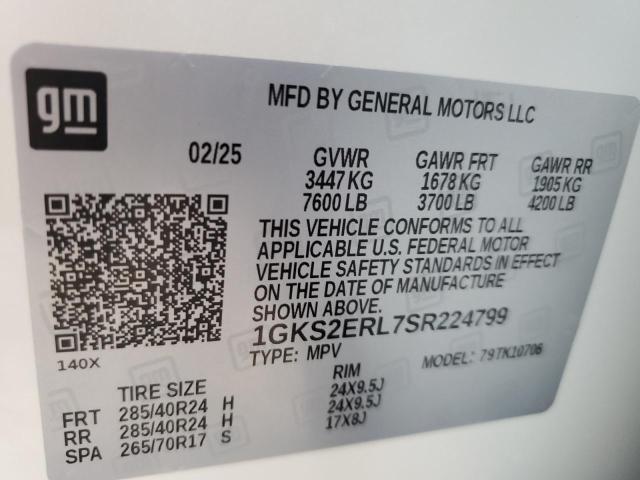 gm
MFD BY GENERAL MOTORS LLC
02/25 GVWR GAWR FRT GAWR RR
3447 KG 1678 KG 1905 KG
7600 LB 3700 LB 4200 LB
THIS VEHICLE CONFORMS TO ALL
APPLICABLE U.S. FEDERAL MOTOR
VEHICLE SAFETY STANDARDS IN EFFECT
ON THE DATE OF MANUFACTURE
SHOWN ABOVE.
1GKS2ERL7SR224799
140X
TYPE: MPV MODEL: 79TK10706
TIRE SIZE RIM
FRT 285/40R24 H 24X9.5J
RR 285/40R24 H 24X9.5J
SPA 265/70R17 S 17X8J